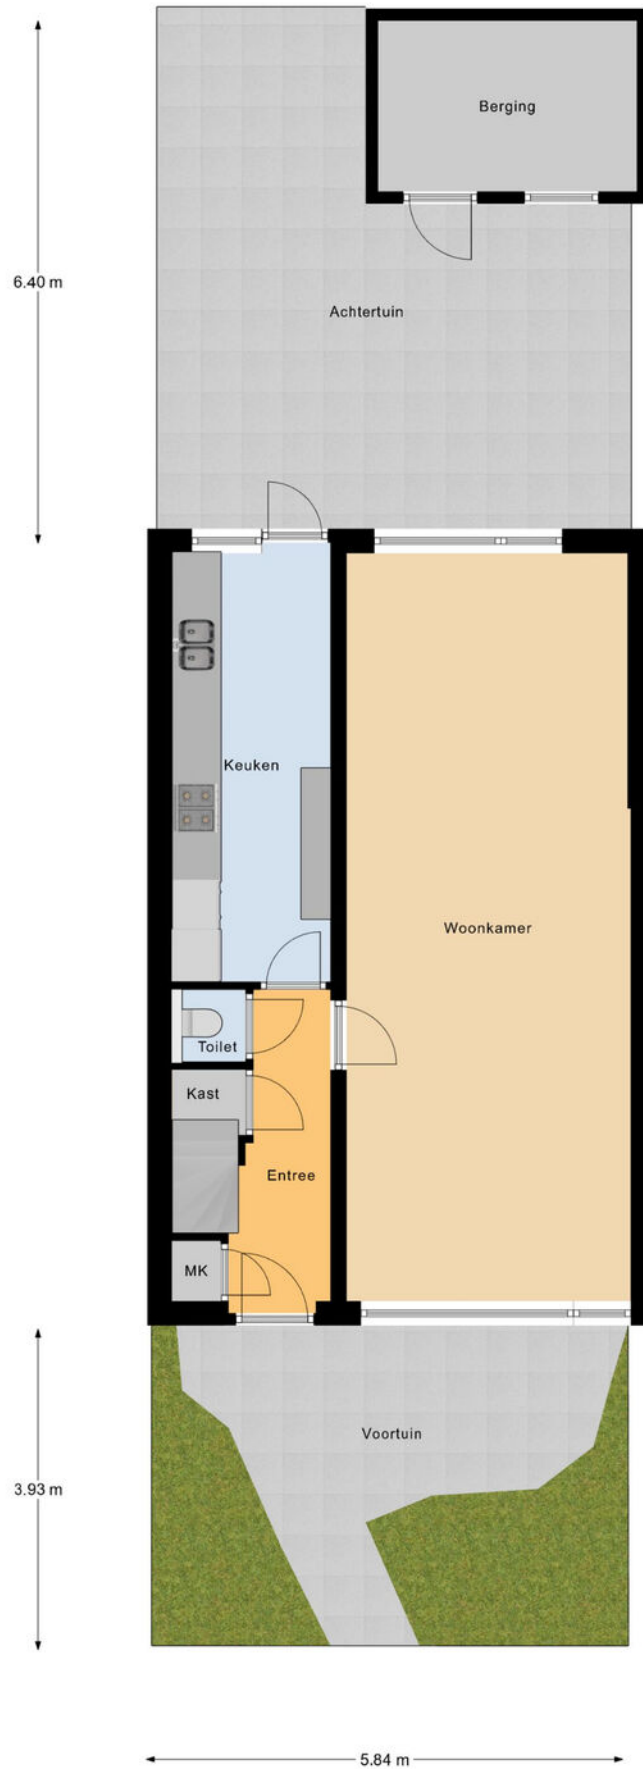 Berging
6.40 m
Achtertuin
Keuken
Woonkamer
Toilet
Kast
Entree
MK
Voortuin
3.93 m
5.84 m